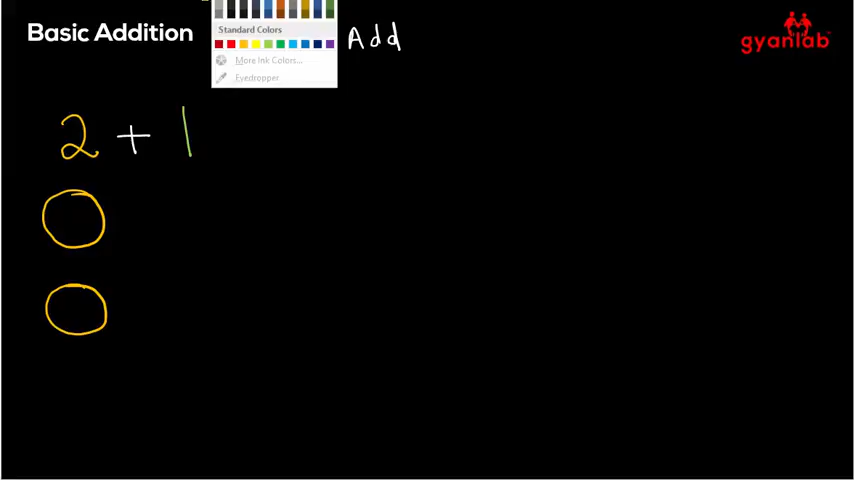 Basic Addition
Standard Colors
More Ink Colors...
Eyedropper
Add
gyanlab
2 + 1